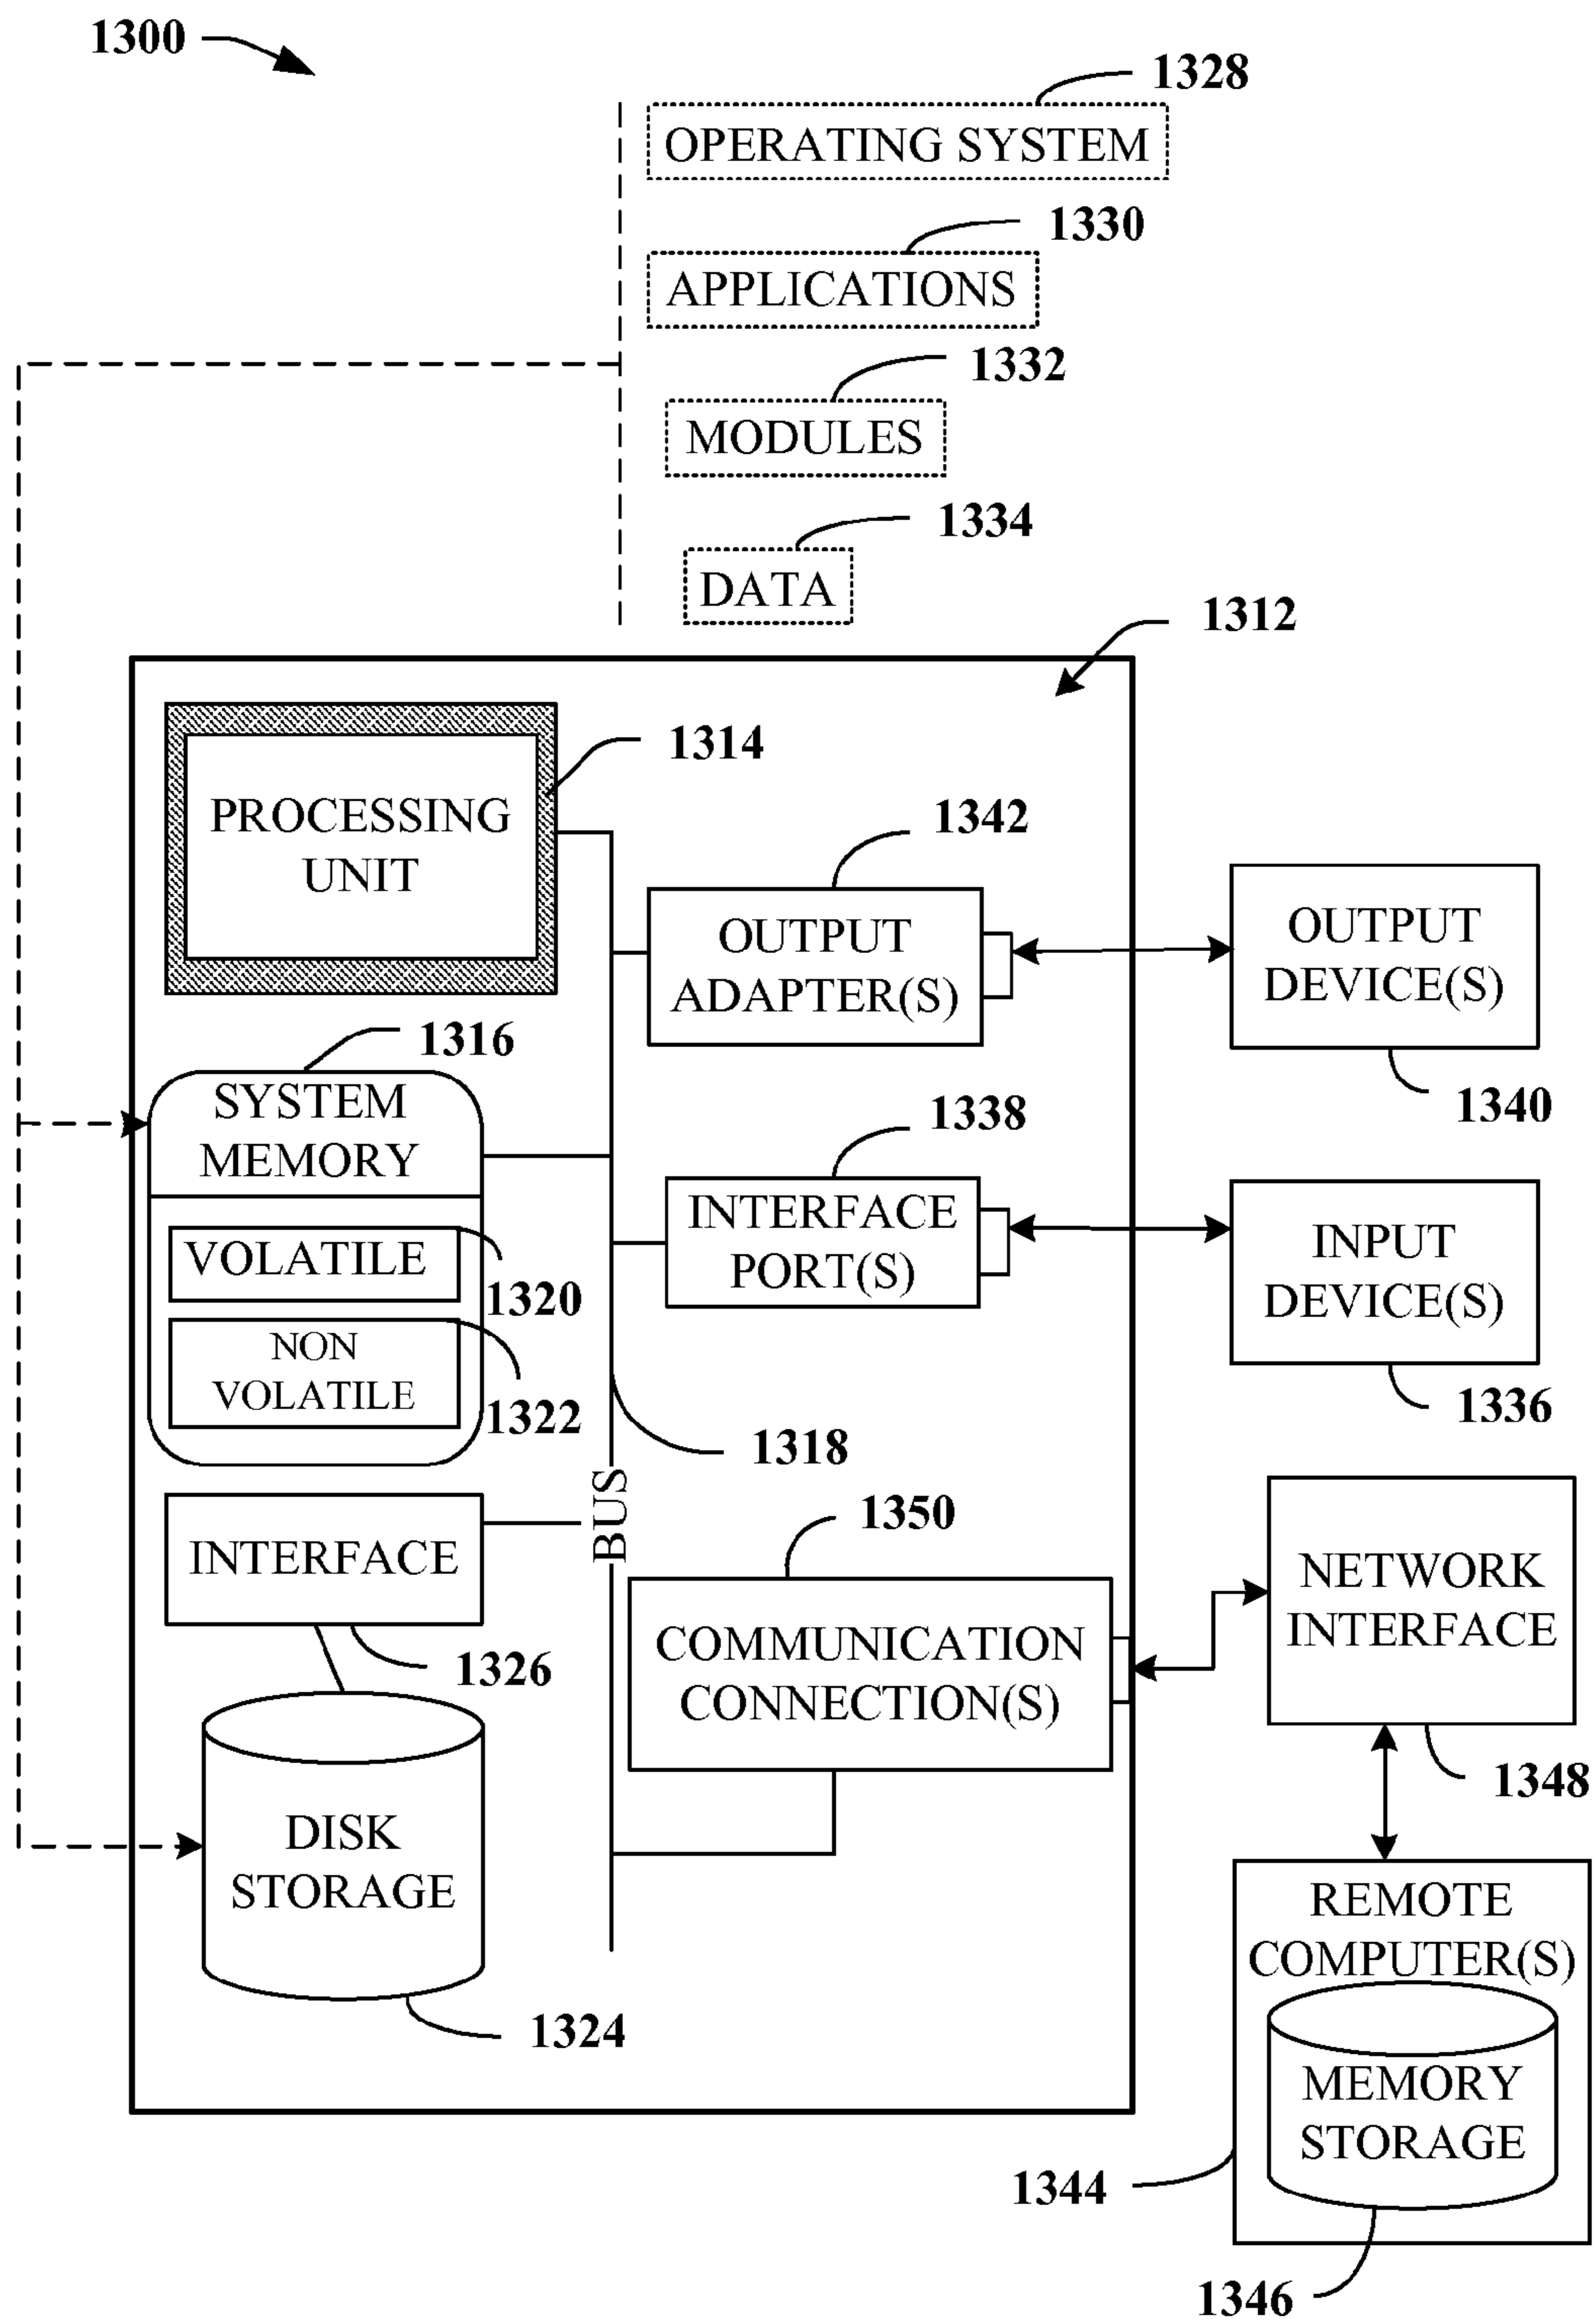 1300
1328
OPERATING SYSTEM
1330
APPLICATIONS
1332
MODULES
1334
DATA
1312
1314
PROCESSING
UNIT
1342
OUTPUT
ADAPTER(S)
OUTPUT
DEVICE(S)
1340
1316
SYSTEM
MEMORY
1338
INTERFACE
PORT(S)
INPUT
DEVICE(S)
1336
VOLATILE
1320
NON
VOLATILE
1322
1318
BUS
1350
INTERFACE
1326
COMMUNICATION
CONNECTION(S)
NETWORK
INTERFACE
1348
DISK
STORAGE
1324
REMOTE
COMPUTER(S)
MEMORY
STORAGE
1344
1346